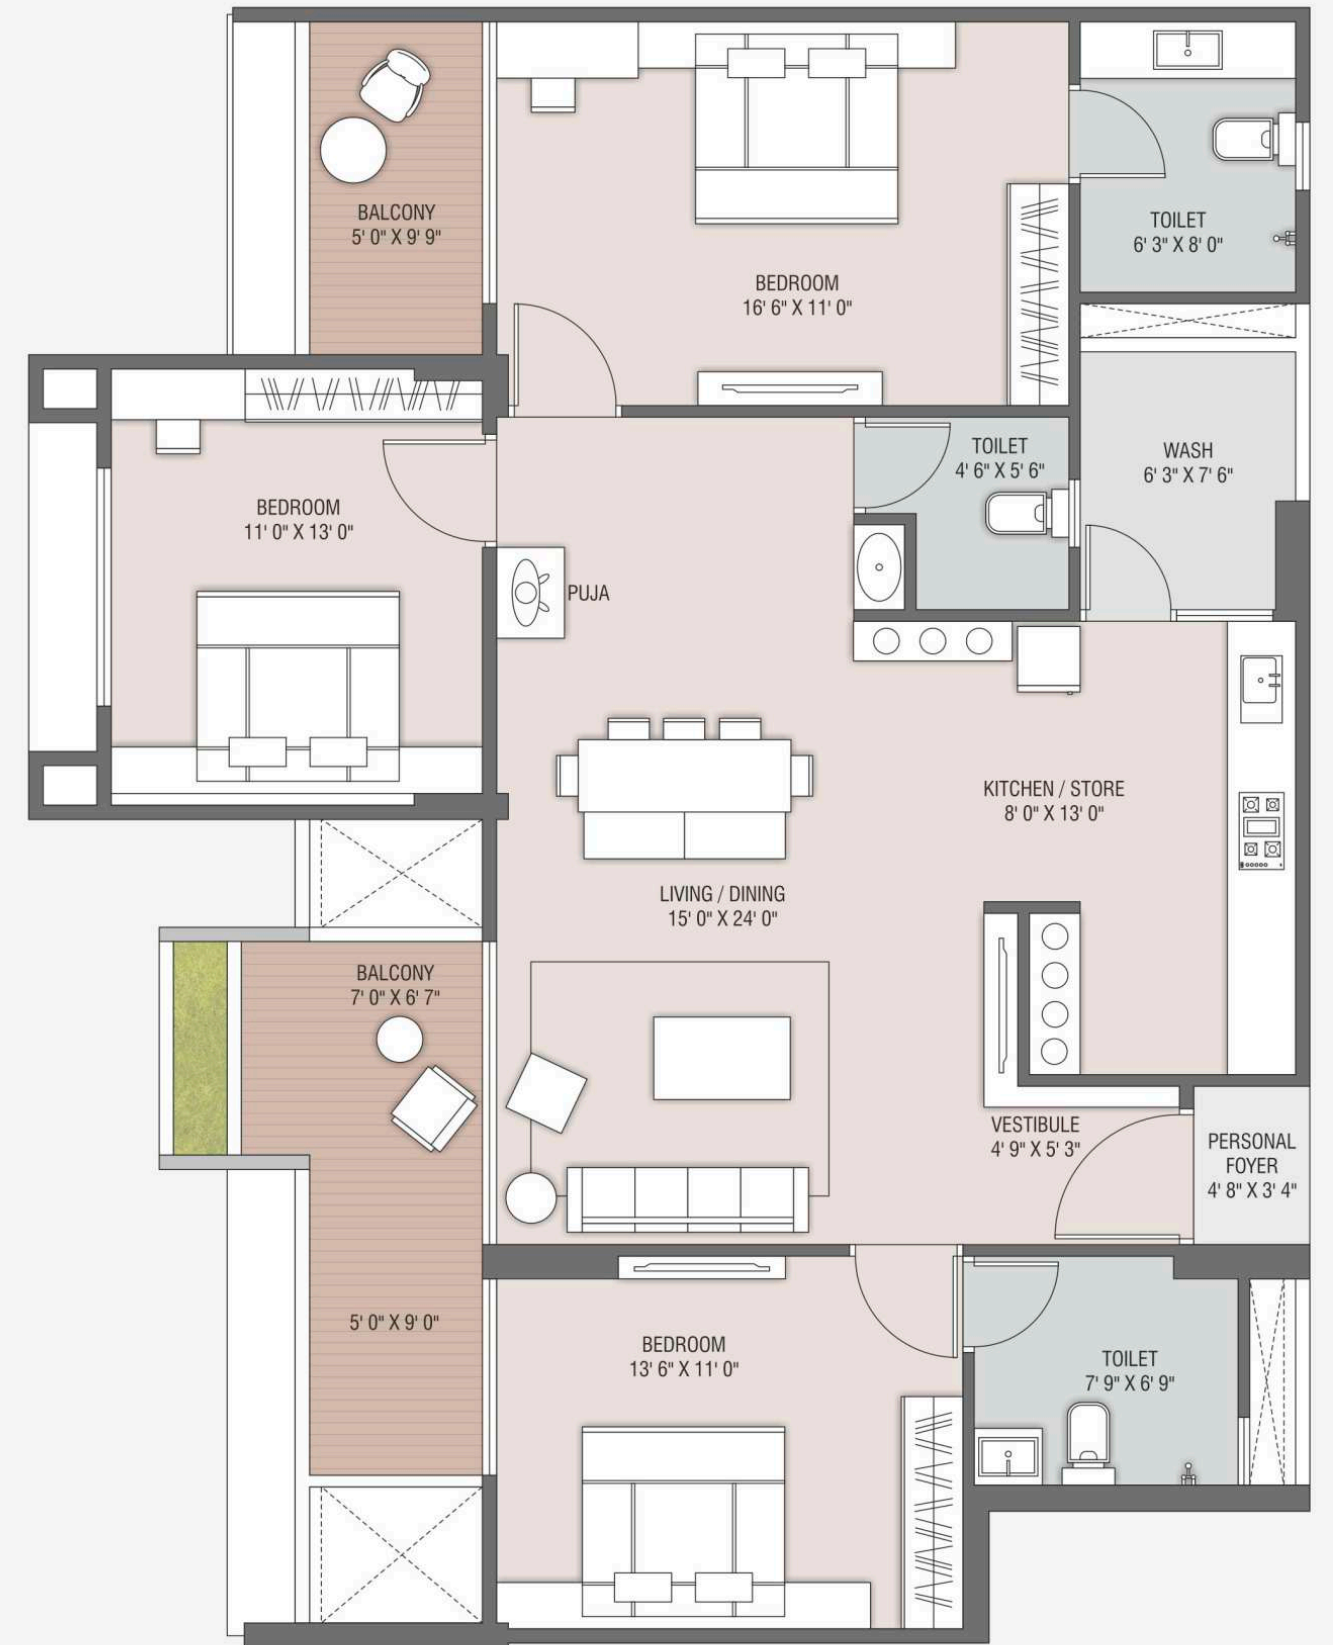 BALCONY
5' 0" X 9' 9"
BEDROOM
16' 6" X 11' 0"
TOILET
6' 3" X 8' 0"
TOILET
4' 6" X 5' 6"
WASH
6' 3" X 7' 6"
BEDROOM
11' 0" X 13' 0"
PUJA
KITCHEN / STORE
8' 0" X 13' 0"
LIVING / DINING
15' 0" X 24' 0"
BALCONY
7' 0" X 6' 7"
VESTIBULE
4' 9" X 5' 3"
PERSONAL
FOYER
4' 8" X 3' 4"
5' 0" X 9' 0"
BEDROOM
13' 6" X 11' 0"
TOILET
7' 9" X 6' 9"